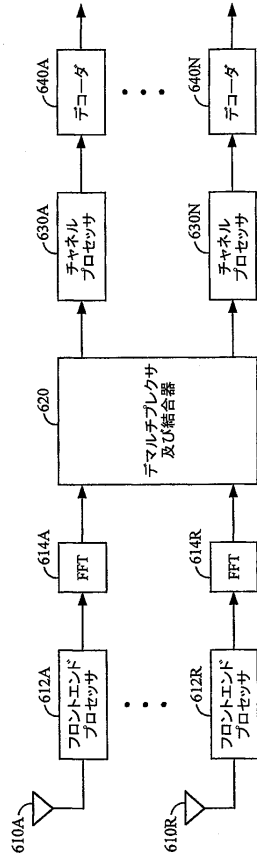 610A
612A
フロントエンド
プロセッサ
614A
FFT
620
デマルチプレクサ
及び結合器
630A
チャネル
プロセッサ
640A
デコーダ
610R
612R
フロントエンド
プロセッサ
614R
FFT
630N
チャネル
プロセッサ
640N
デコーダ